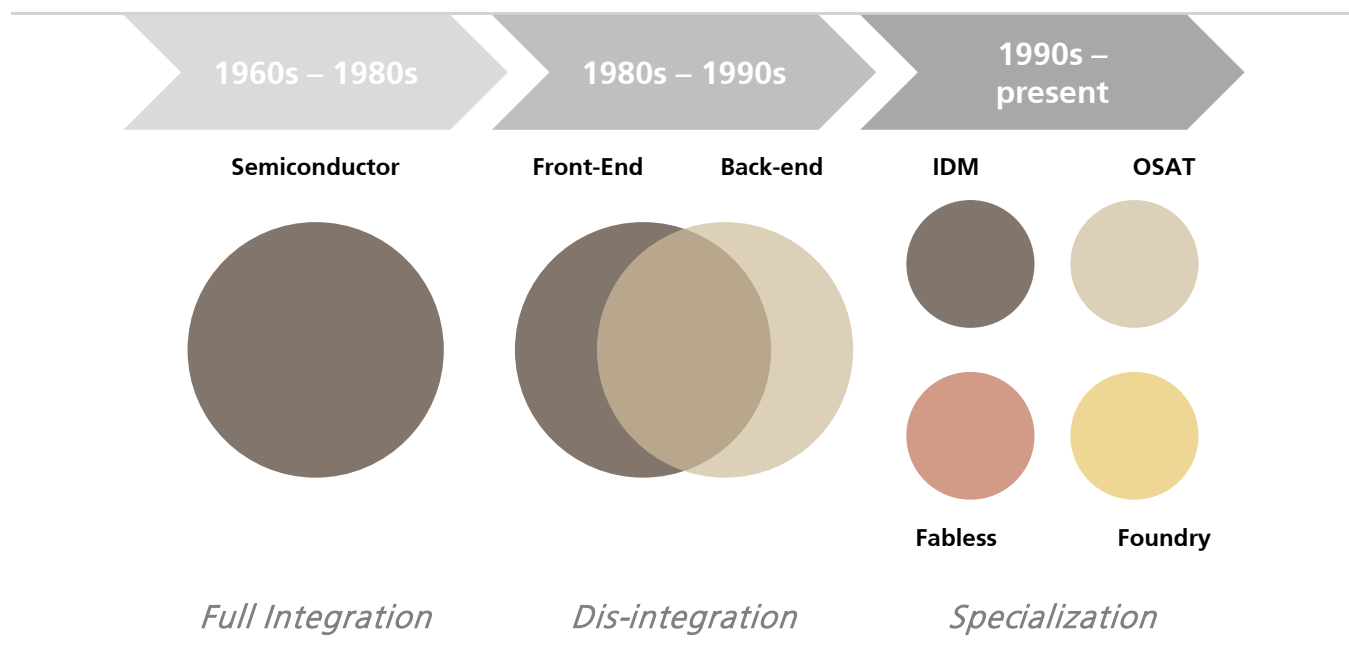 1960s – 1980s
1980s – 1990s
1990s –
present
Semiconductor
Front-End
Back-end
IDM
OSAT
Fabless
Foundry
Full Integration
Dis-integration
Specialization